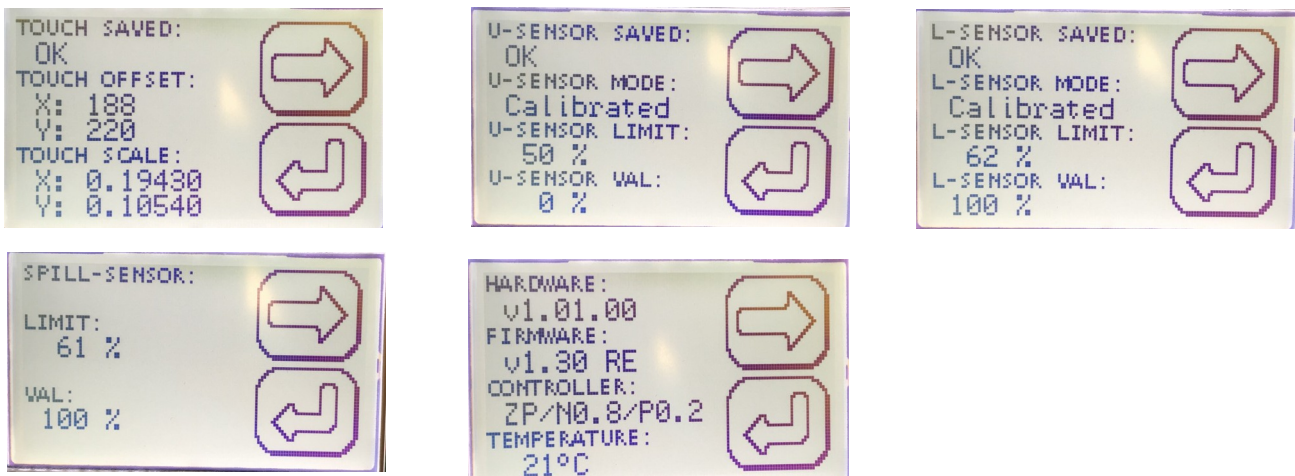 TOUCH SAVED:
OK
TOUCH OFFSET:
X: 188
Y: 220
TOUCH SCALE:
X: 0.19430
Y: 0.10540
U-SENSOR SAVED:
OK
U-SENSOR MODE:
Calibrated
U-SENSOR LIMIT:
50 %
U-SENSOR VAL:
0 %
L-SENSOR SAVED:
OK
L-SENSOR MODE:
Calibrated
L-SENSOR LIMIT:
62 %
L-SENSOR VAL:
100 %
SPILL-SENSOR:
LIMIT:
61 %
VAL:
100 %
HARDWARE:
v1.01.00
FIRMWARE:
v1.30 RE
CONTROLLER:
ZP/N0.8/P0.2
TEMPERATURE:
21°C